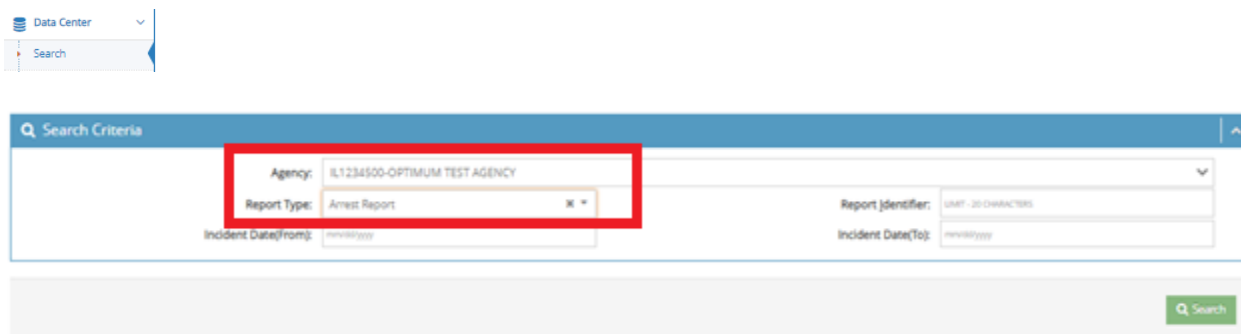 Data Center
Search
Search Criteria
Agency: IL1234500-OPTIMUM TEST AGENCY
Report Type: Arrest Report Report Identifier: LIMIT - 20 CHARACTERS
Incident Date(From): mm/dd/yyyy Incident Date(To): mm/dd/yyyy
Search